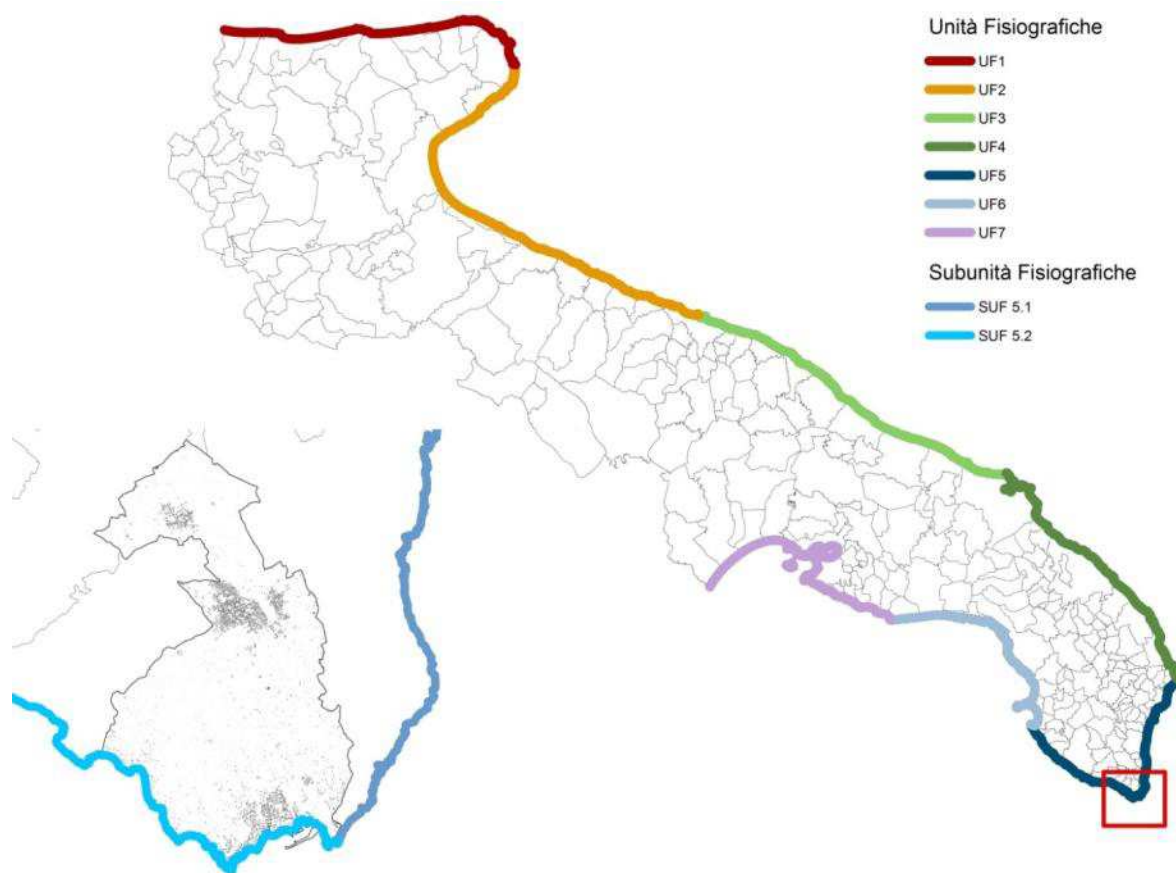 Unità Fisiografiche
UF1
UF2
UF3
UF4
UF5
UF6
UF7
Subunità Fisiografiche
SUF 5.1
SUF 5.2